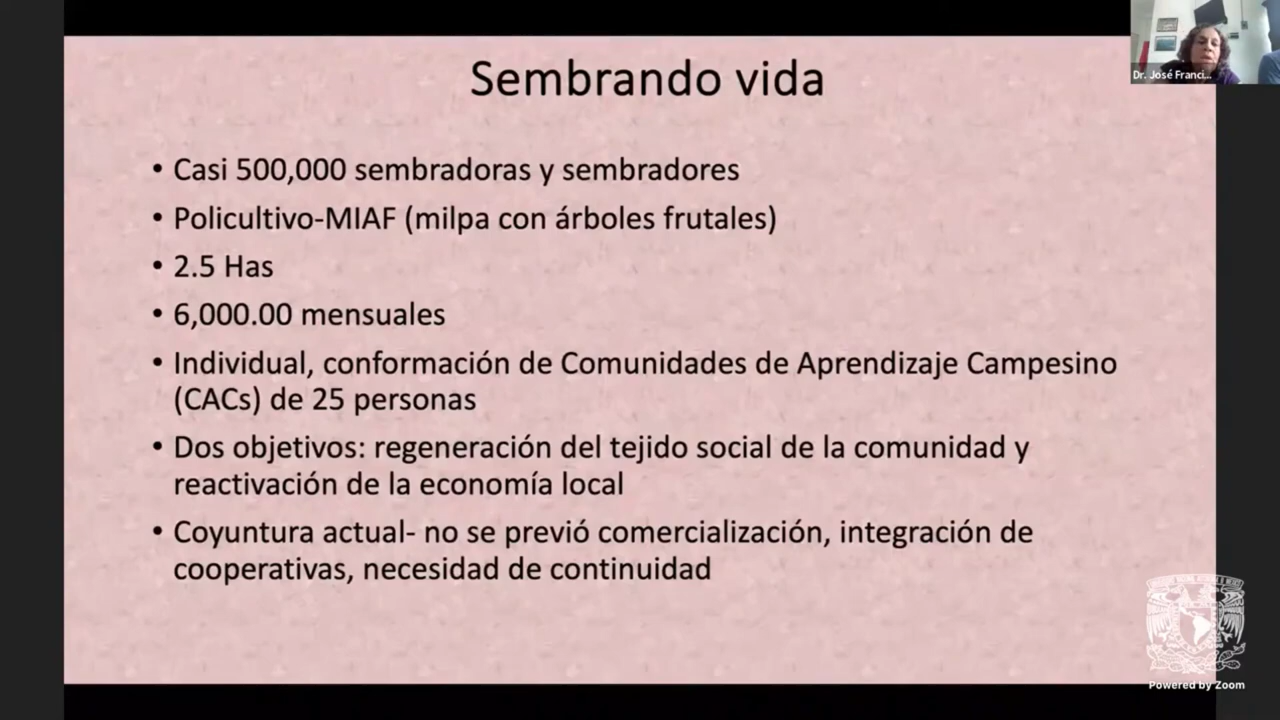 Sembrando vida
• Casi 500,000 sembradoras y sembradores
• Policultivo-MIAF (milpa con árboles frutales)
• 2.5 Has
• 6,000.00 mensuales
• Individual, conformación de Comunidades de Aprendizaje Campesino
(CACs) de 25 personas
• Dos objetivos: regeneración del tejido social de la comunidad y
reactivación de la economía local
• Coyuntura actual- no se previó comercialización, integración de
cooperativas, necesidad de continuidad
Dr. José Franci...
Powered by Zoom